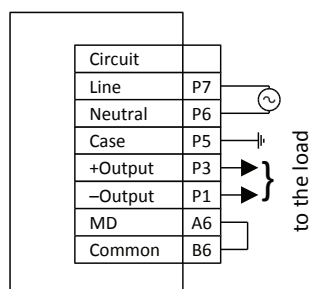 Circuit
Line P7
Neutral P6
Case P5
+Output P3
–Output P1
MD A6
Common B6
to the load